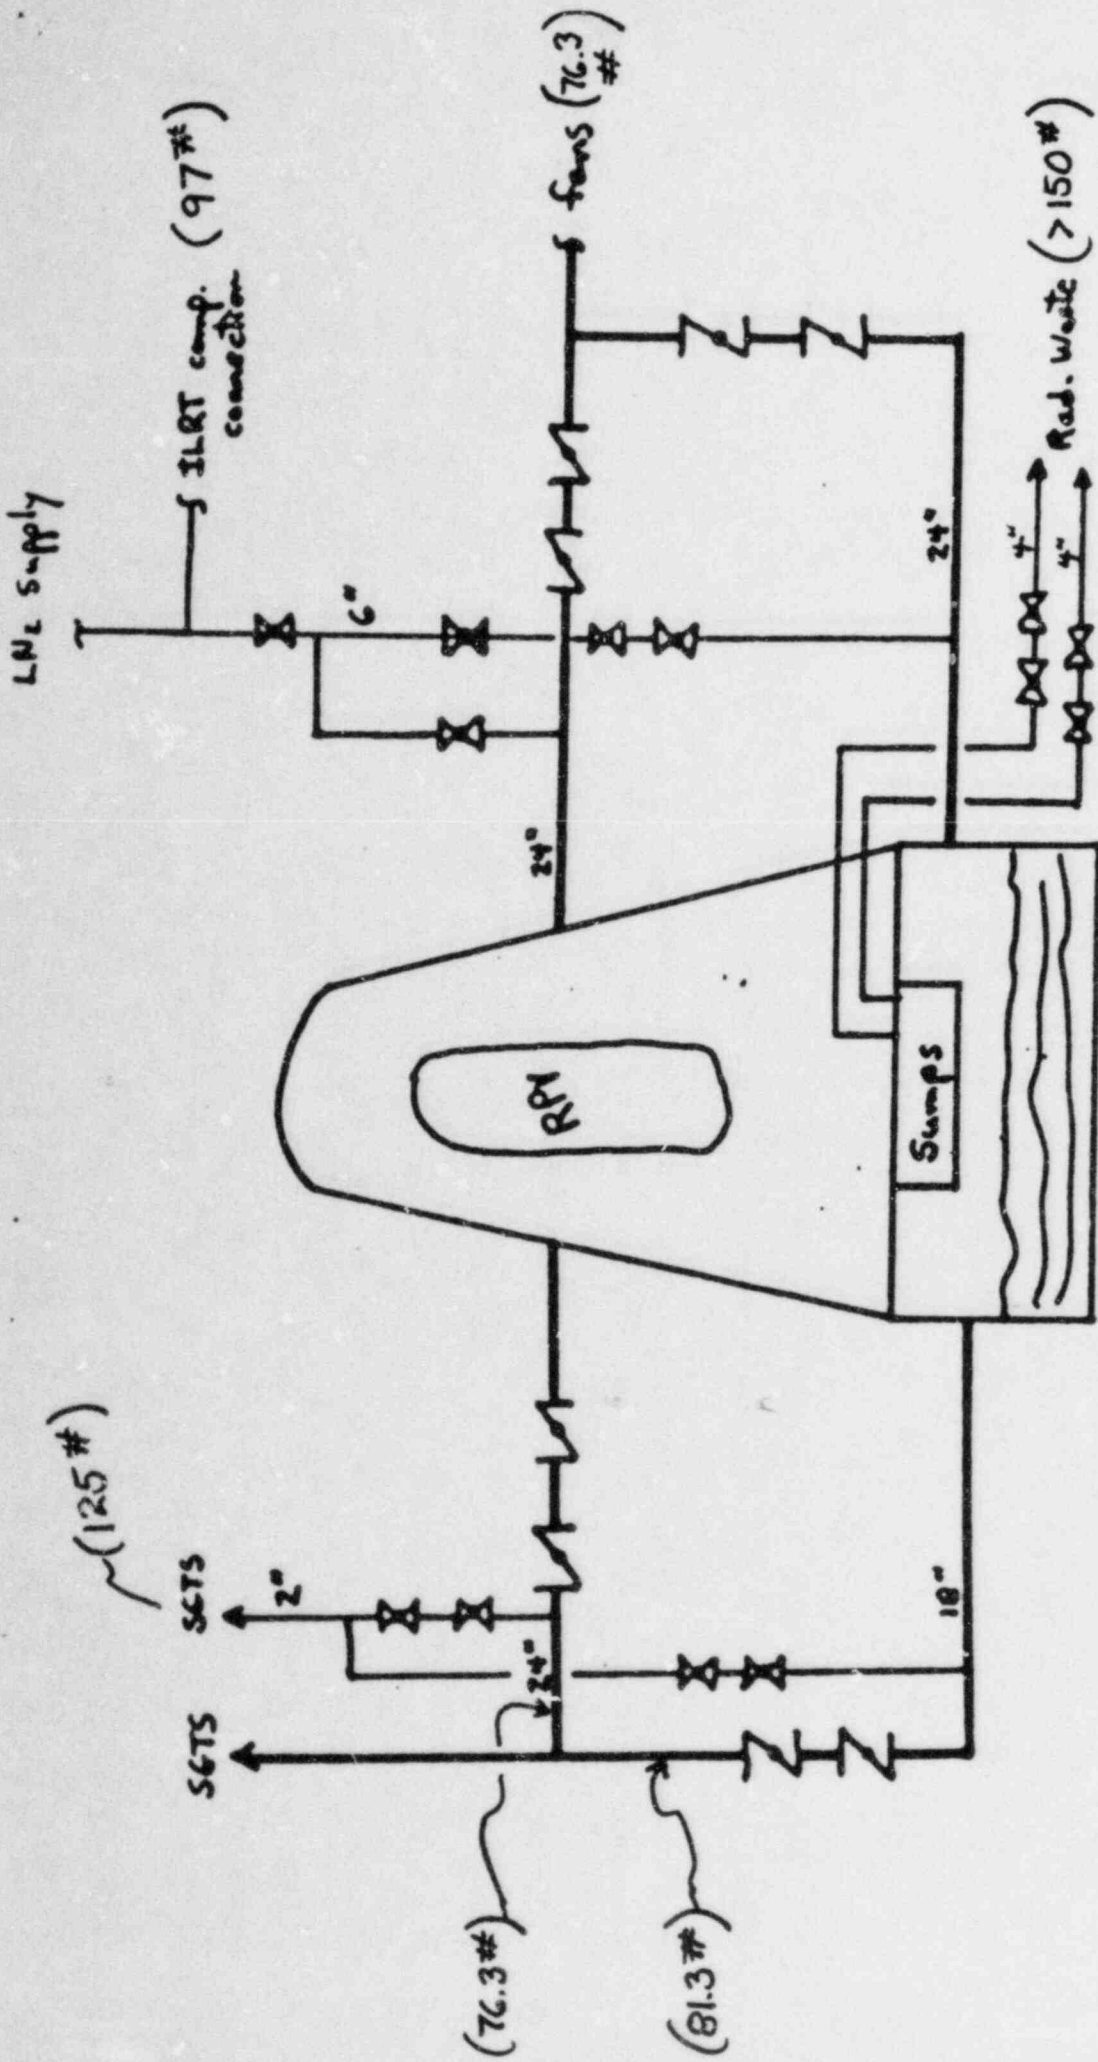 LN2 Supply
ILRT comp.
connection
(97#)
6"
fans (76.3
#)
24"
24"
4"
4"
Rad. Waste (>150#)
RPV
Sumps
(125#)
SGTS
2"
SGTS
24"
(76.3#)
(81.3#)
18"